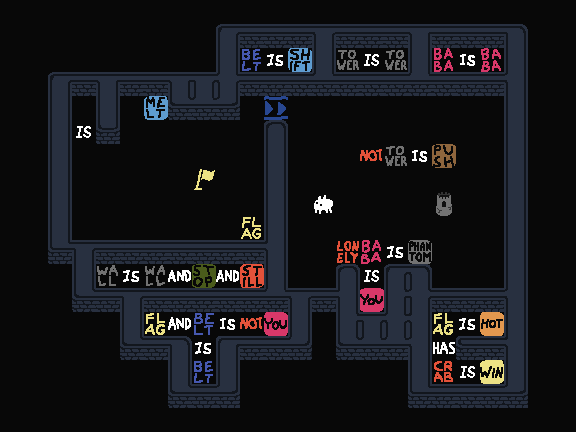 BELT IS SHIFT TOWER IS TOWER BABA IS BABA
MELT
IS
NOT TOWER IS PUSH
FLAG
LONELY BABA IS PHANTOM
WALL IS WALL AND STOP AND STILL
IS
YOU
FLAG AND BELT IS NOT YOU
FLAG IS HOT
IS
HAS
BELT
CRAB IS WIN